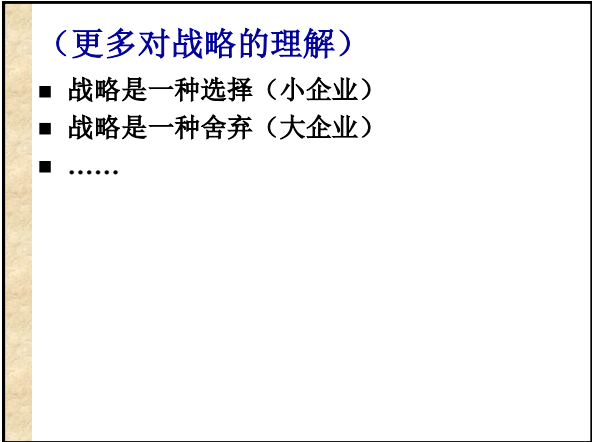 （更多对战略的理解）
■ 战略是一种选择（小企业）
■ 战略是一种舍弃（大企业）
■ ……